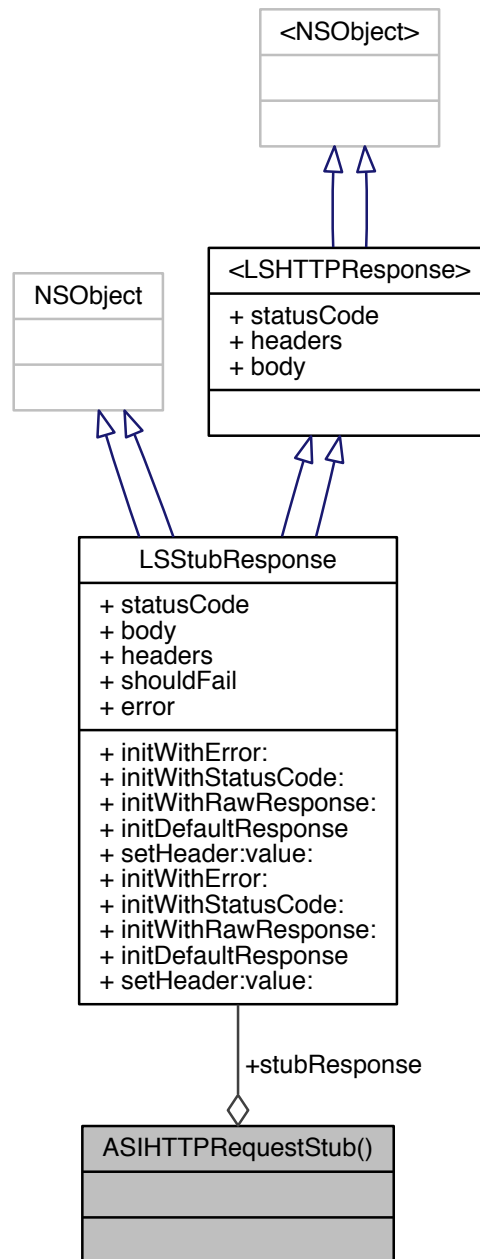 <NSObject>
<LSHTTPResponse>
+ statusCode
+ headers
+ body
NSObject
LSStubResponse
+ statusCode
+ body
+ headers
+ shouldFail
+ error
+ initWithError:
+ initWithStatusCode:
+ initWithRawResponse:
+ initDefaultResponse
+ setHeader:value:
+ initWithError:
+ initWithStatusCode:
+ initWithRawResponse:
+ initDefaultResponse
+ setHeader:value:
+stubResponse
ASIHTTPRequestStub()